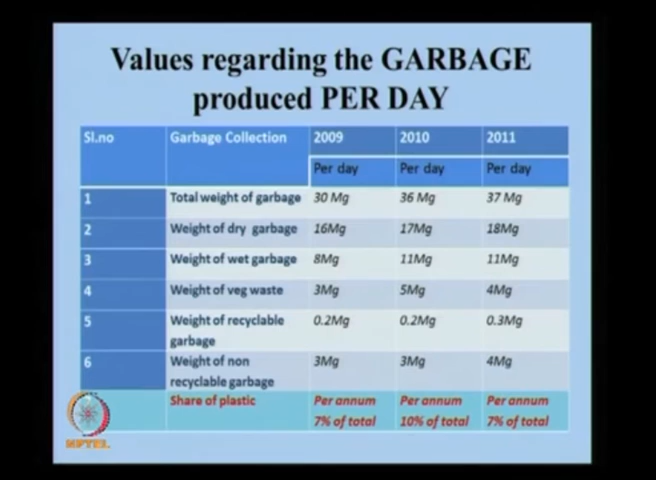 Values regarding the GARBAGE
produced PER DAY
Sl.no Garbage Collection 2009 2010 2011
Per day Per day Per day
1 Total weight of garbage 30 Mg 36 Mg 37 Mg
2 Weight of dry garbage 16Mg 17Mg 18Mg
3 Weight of wet garbage 8Mg 11Mg 11Mg
4 Weight of veg waste 3Mg 5Mg 4Mg
5 Weight of recyclable 0.2Mg 0.2Mg 0.3Mg
garbage
6 Weight of non 3Mg 3Mg 4Mg
recyclable garbage
Share of plastic Per annum Per annum Per annum
7% of total 10% of total 7% of total
NPTEL